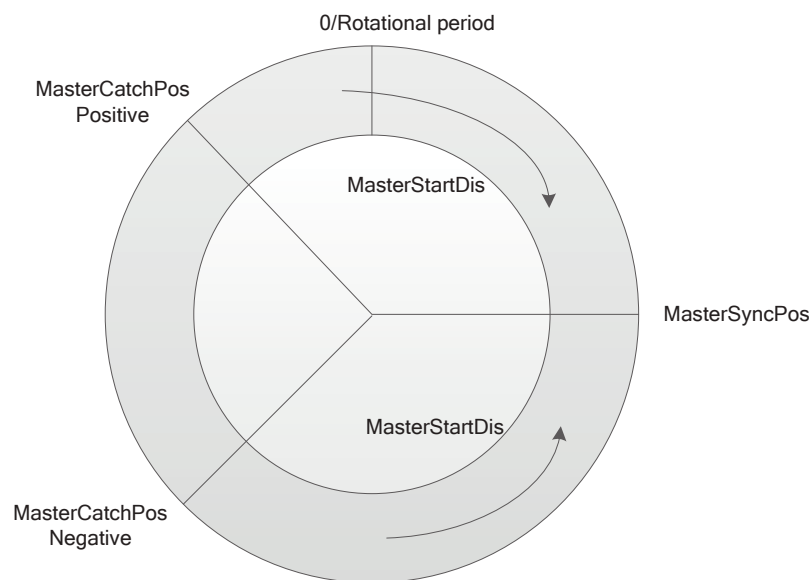 0/Rotational period
MasterCatchPos
Positive
MasterStartDis
MasterSyncPos
MasterStartDis
MasterCatchPos
Negative